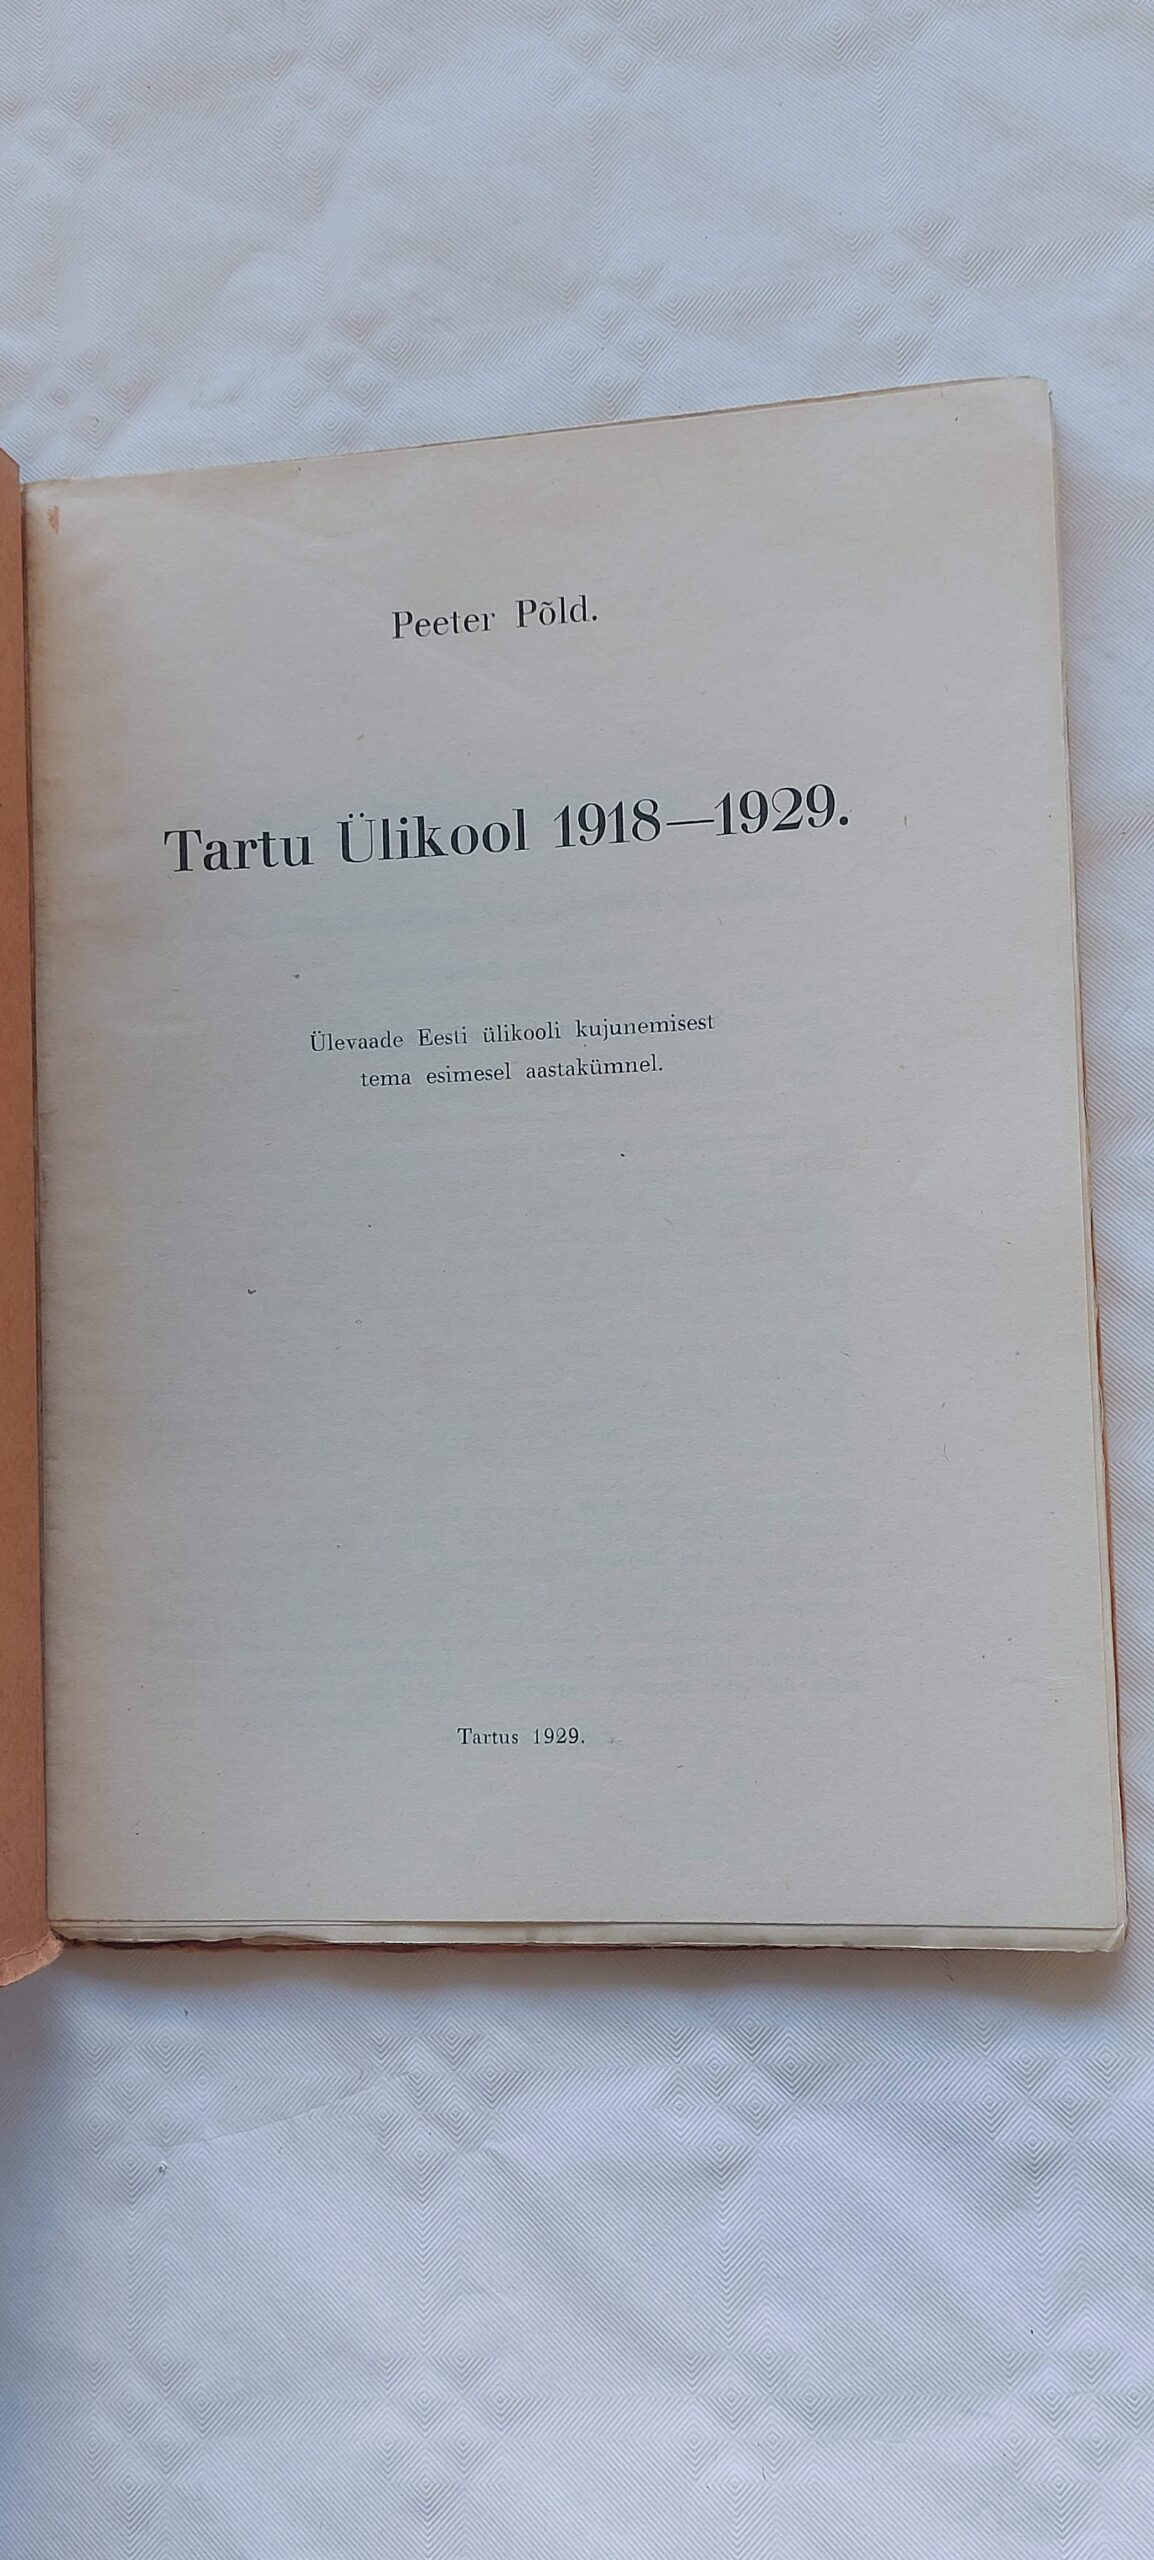 Peeter Põld.
Tartu Ülikool 1918—1929.
Ülevaade Eesti ülikooli kujunemisest
tema esimesel aastakümnel.
Tartus 1929.